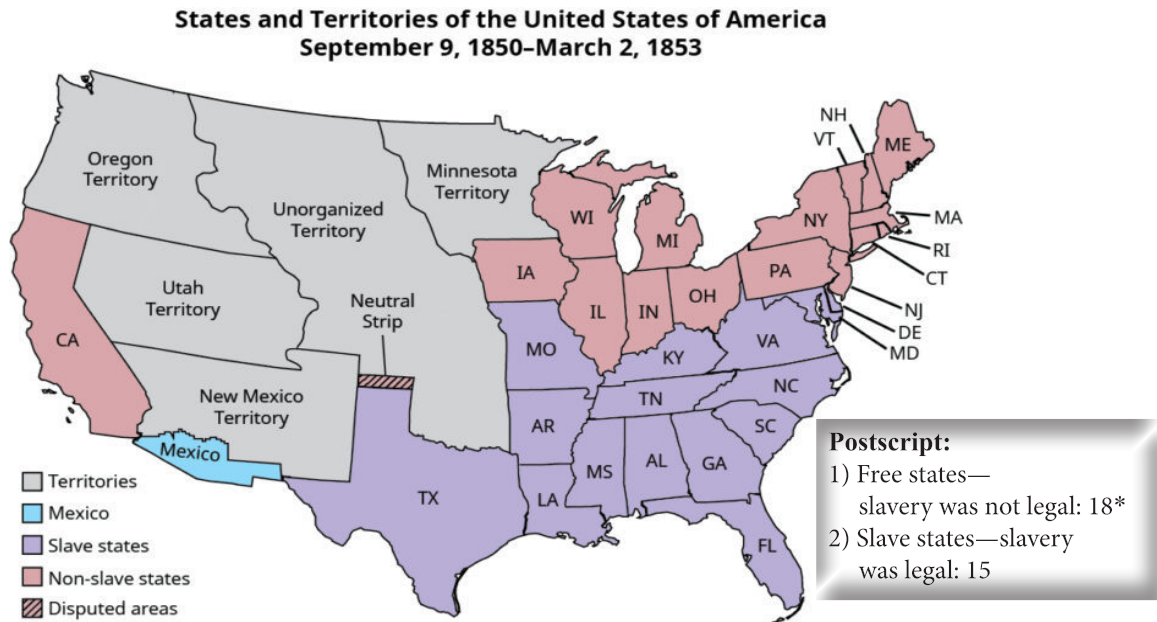 States and Territories of the United States of America
September 9, 1850–March 2, 1853
NH
VT
ME
Oregon
Territory
Minnesota
Territory
Unorganized
Territory
WI
MI
NY
MA
RI
CT
IA
PA
Utah
Territory
Neutral
Strip
IL
IN
OH
NJ
DE
MD
CA
MO
KY
VA
New Mexico
Territory
TN
NC
AR
SC
Mexico
MS
AL
GA
TX
LA
FL
Territories
Mexico
Slave states
Non-slave states
Disputed areas
Postscript:
1) Free states—
slavery was not legal: 18*
2) Slave states—slavery
was legal: 15